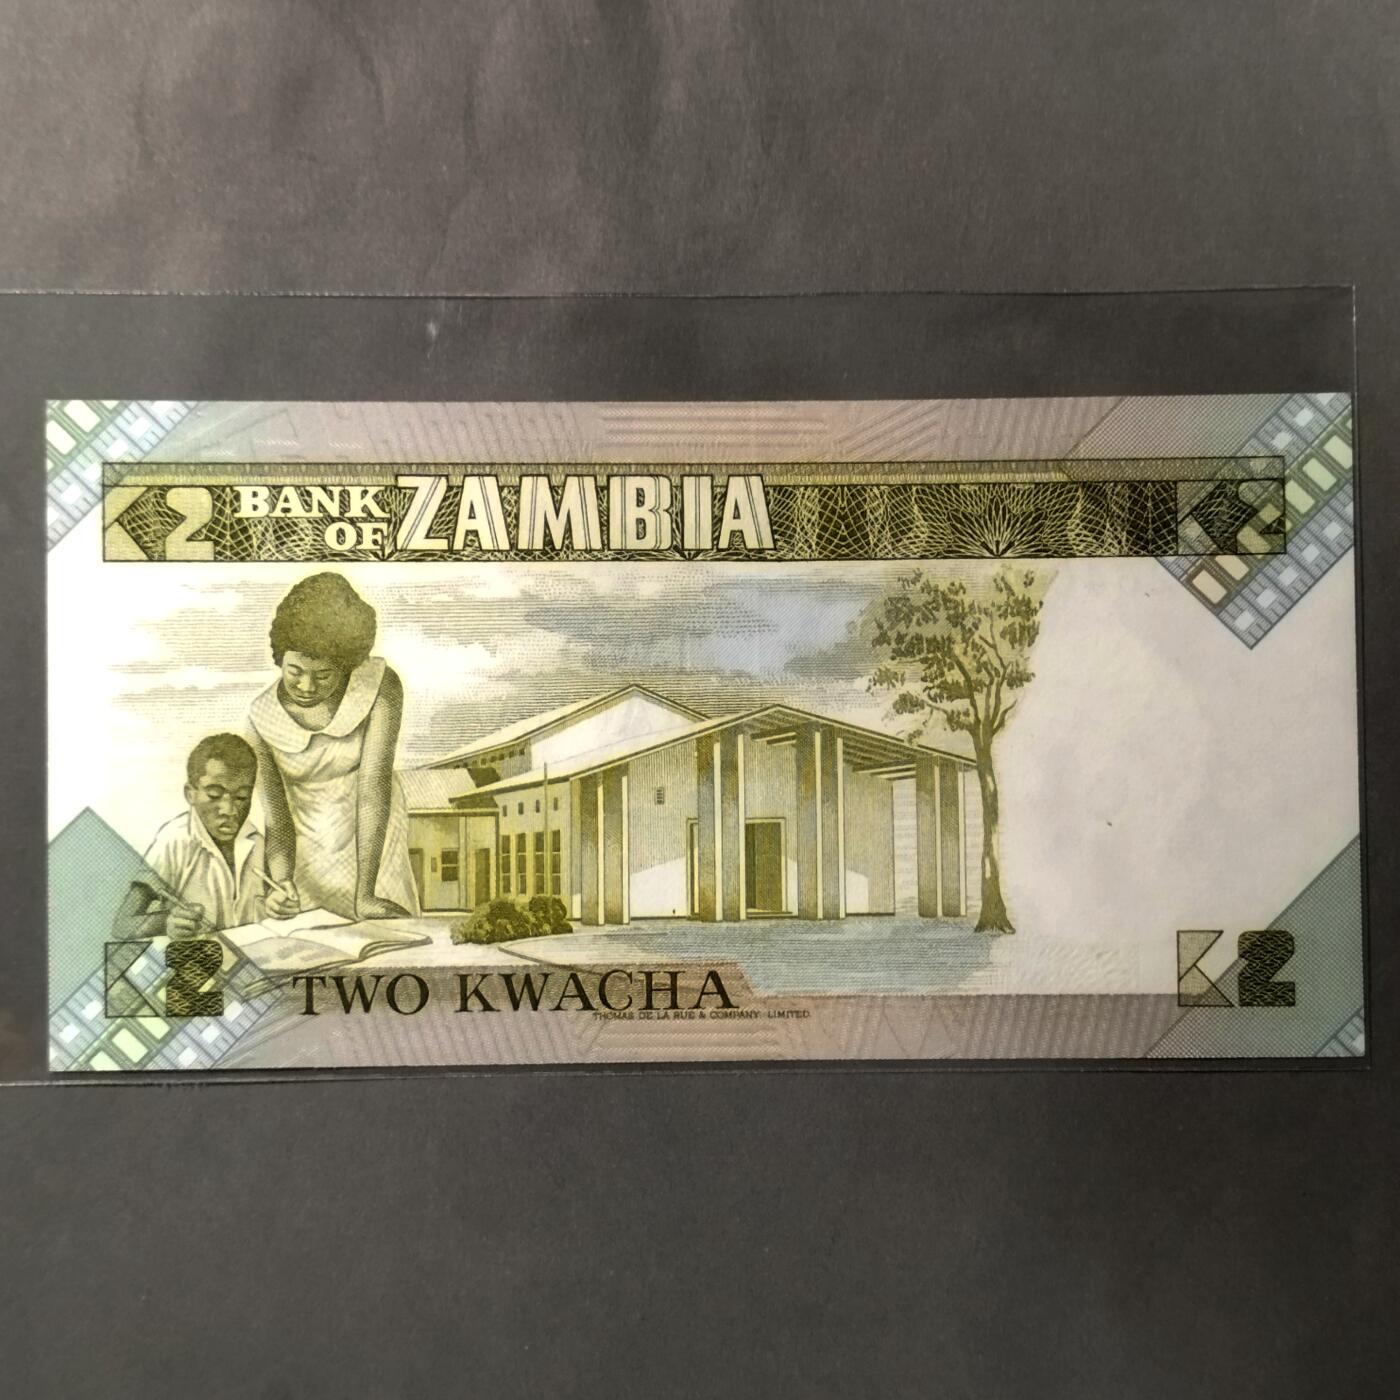 K2 BANK OF ZAMBIA K2
TWO KWACHA
THOMAS DE LA RUE & COMPANY LIMITED
K2
K2